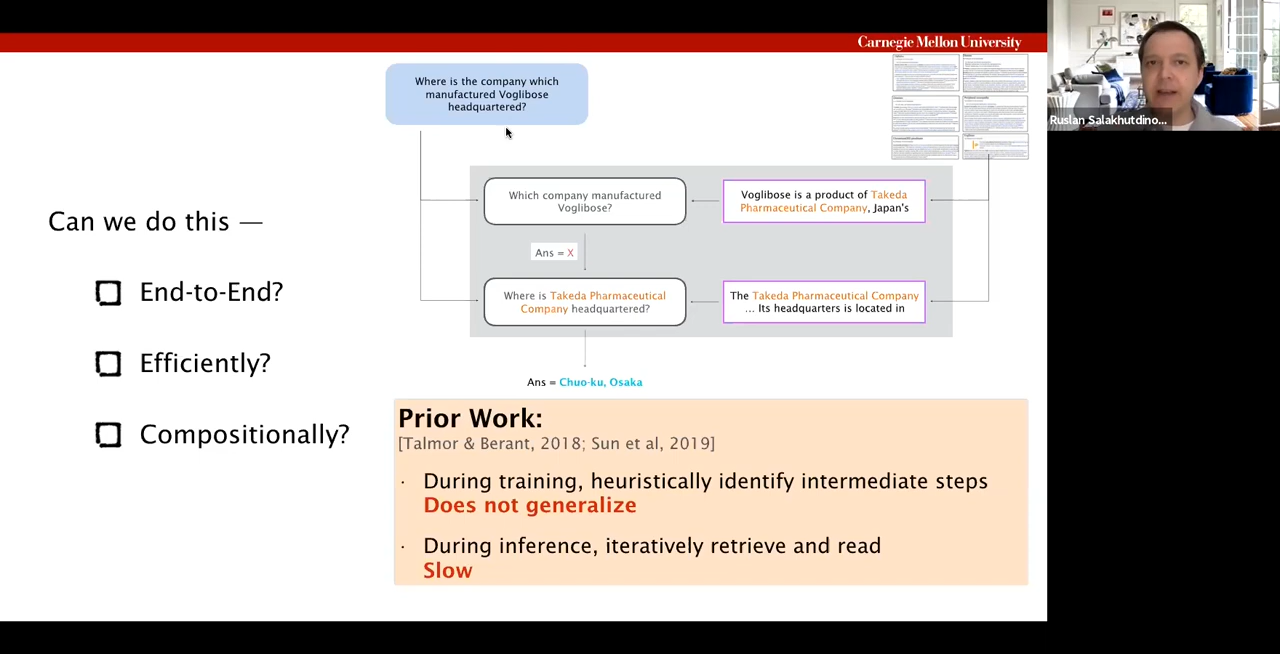 Carnegie Mellon University
Where is the company which
manufactured Voglibose
headquartered?
Ruslan Salakhutdino...
Which company manufactured
Voglibose?
Voglibose is a product of Takeda
Pharmaceutical Company, Japan's
Can we do this —
Ans = X
End-to-End?
Where is Takeda Pharmaceutical
Company headquartered?
The Takeda Pharmaceutical Company
... Its headquarters is located in
Efficiently?
Ans = Chuo-ku, Osaka
Compositionally?
Prior Work:
[Talmor & Berant, 2018; Sun et al, 2019]
· During training, heuristically identify intermediate steps
Does not generalize
· During inference, iteratively retrieve and read
Slow